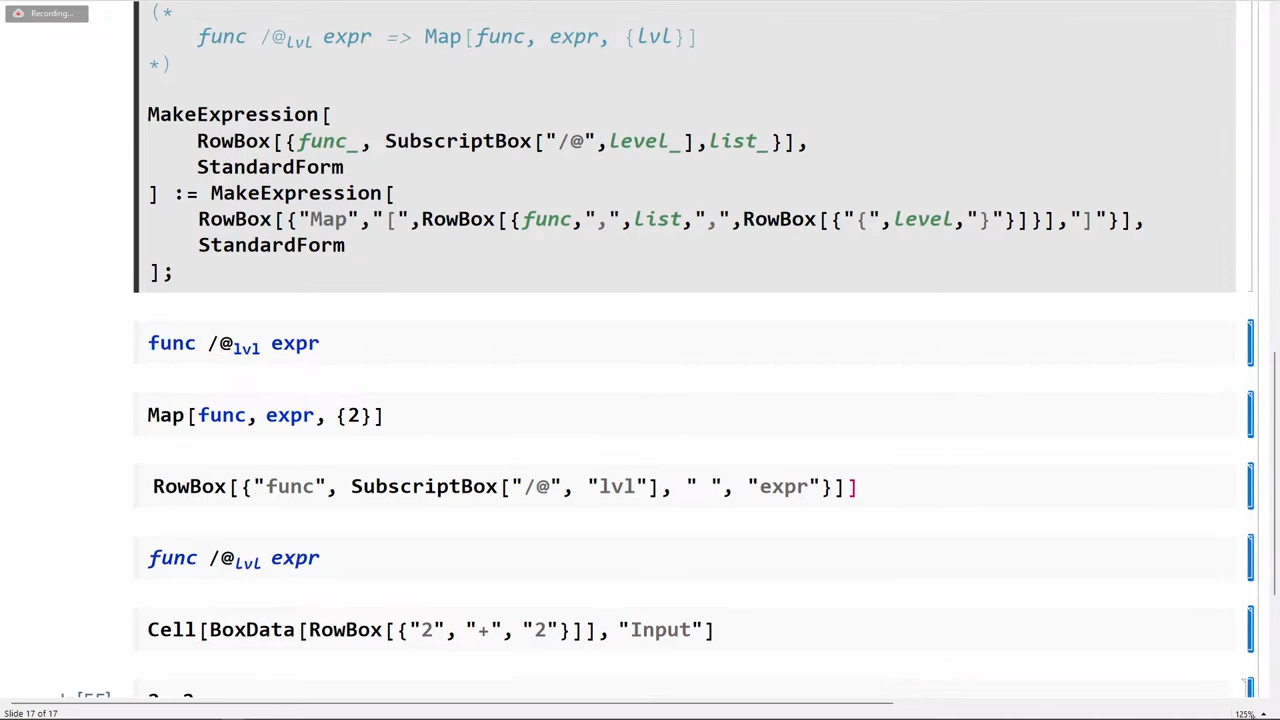 Recording...
(*
func /@lvl expr => Map[func, expr, {lvl}]
*)
MakeExpression[
RowBox[{func_, SubscriptBox["/@",level_],list_}],
StandardForm
] := MakeExpression[
RowBox[{"Map","[",RowBox[{func,",",list,",",RowBox[{"{",level,"}"}]}],"]"}],
StandardForm
];
func /@lvl expr
Map[func, expr, {2}]
RowBox[{"func", SubscriptBox["/@", "lvl"], " ", "expr"}]]
func /@lvl expr
Cell[BoxData[RowBox[{"2", "+", "2"}]], "Input"]
Slide 17 of 17
125%